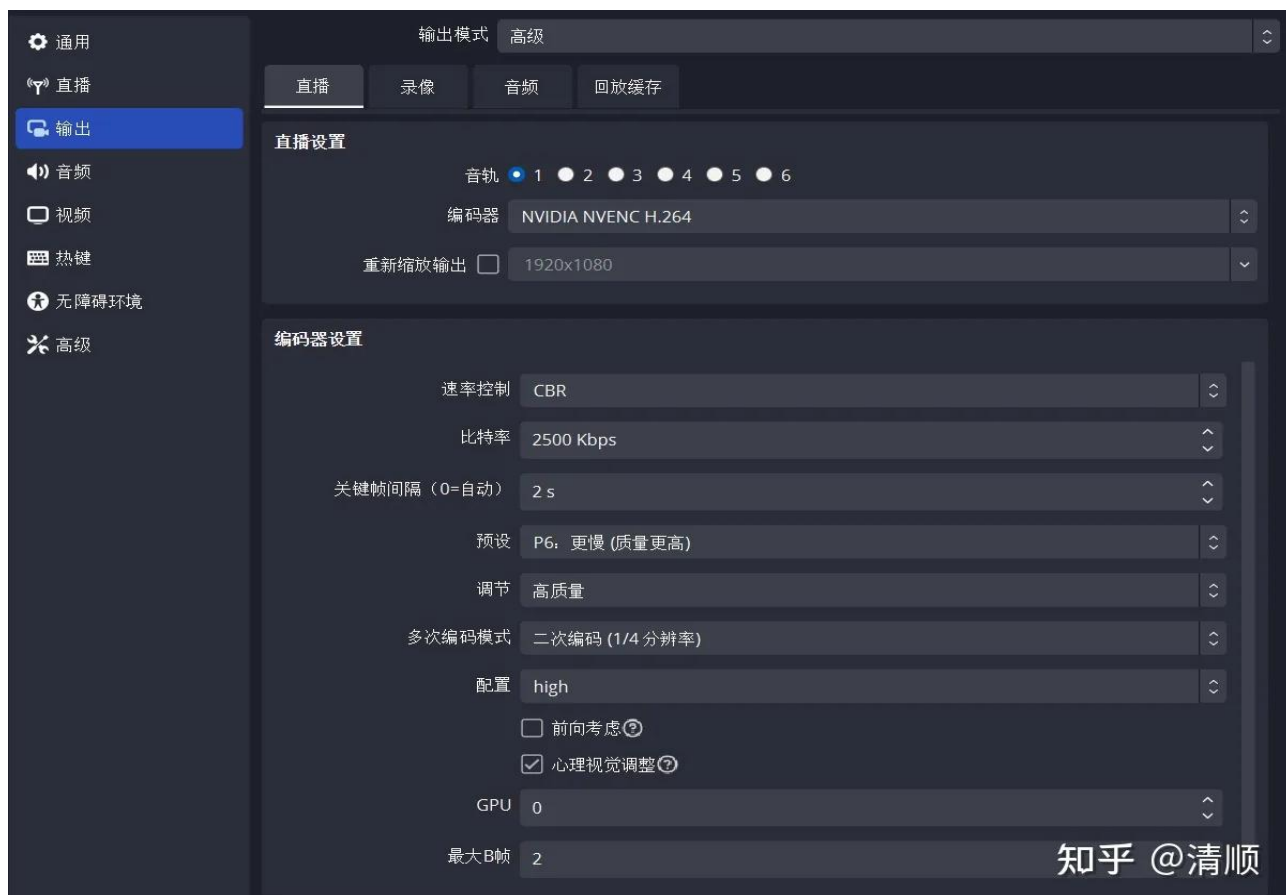 通用
直播
输出
音频
视频
热键
无障碍环境
高级
输出模式 高级
直播 录像 音频 回放缓存
直播设置
音轨 1 2 3 4 5 6
编码器 NVIDIA NVENC H.264
重新缩放输出 1920x1080
编码器设置
速率控制 CBR
比特率 2500 Kbps
关键帧间隔（0=自动） 2 s
预设 P6：更慢 (质量更高)
调节 高质量
多次编码模式 二次编码 (1/4 分辨率)
配置 high
前向考虑?
心理视觉调整?
GPU 0
最大B帧 2
知乎 @清顺